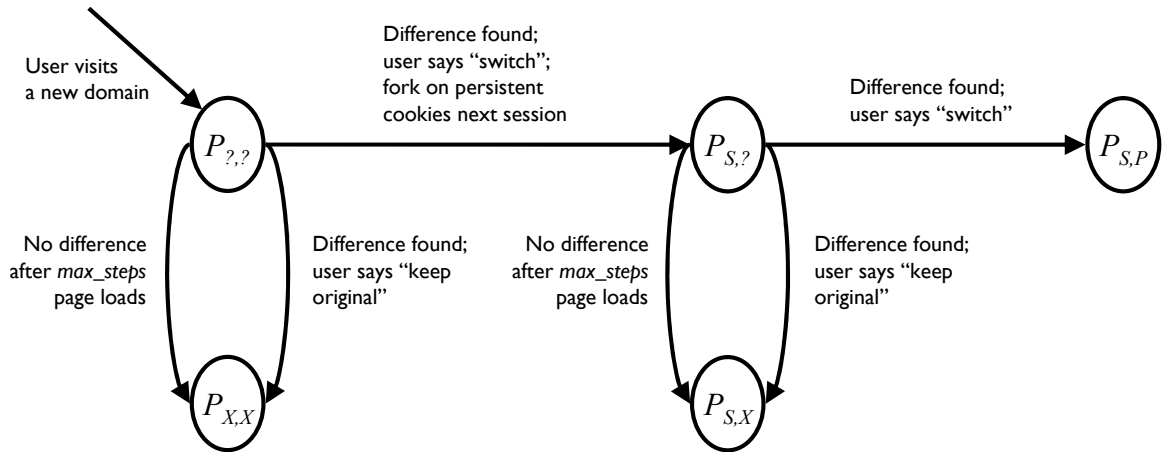 User visits
a new domain
Difference found;
user says “switch”;
fork on persistent
cookies next session
Difference found;
user says “switch”
P?,?
PS,?
PS,P
No difference
after max_steps
page loads
Difference found;
user says “keep
original”
No difference
after max_steps
page loads
Difference found;
user says “keep
original”
PX,X
PS,X